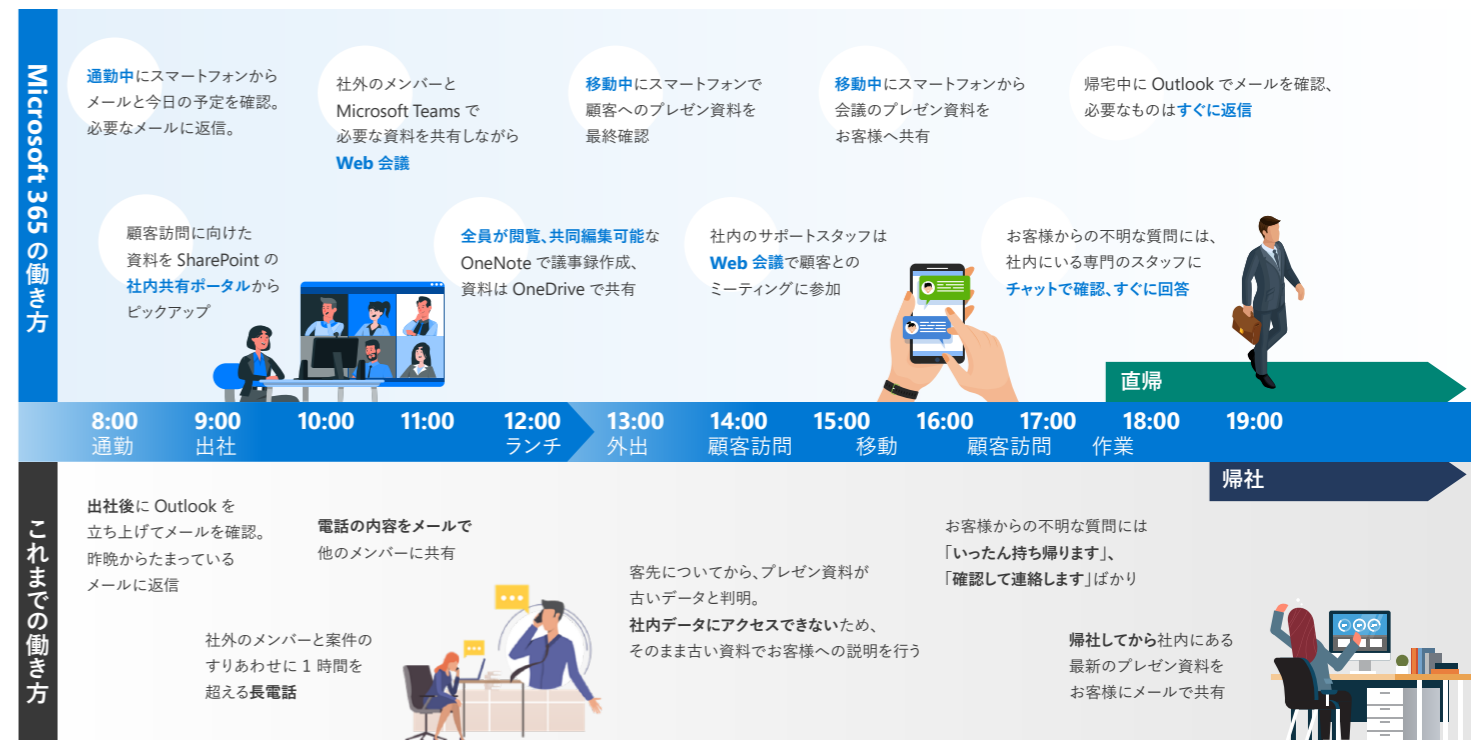 Microsoft 365 の働き方
通勤中にスマートフォンから
メールと今日の予定を確認。
必要なメールに返信。
社外のメンバーと
Microsoft Teams で
必要な資料を共有しながら
Web 会議
移動中にスマートフォンで
顧客へのプレゼン資料を
最終確認
移動中にスマートフォンから
会議のプレゼン資料を
お客様へ共有
帰宅中に Outlook でメールを確認、
必要なものはすぐに返信
顧客訪問に向けた
資料を SharePoint の
社内共有ポータルから
ピックアップ
全員が閲覧、共同編集可能な
OneNote で議事録作成、
資料は OneDrive で共有
社内のサポートスタッフは
Web 会議で顧客との
ミーティングに参加
お客様からの不明な質問には、
社内にいる専門のスタッフに
チャットで確認、すぐに回答
直帰
8:00 9:00 10:00 11:00 12:00 13:00 14:00 15:00 16:00 17:00 18:00 19:00
通勤 出社 ランチ 外出 顧客訪問 移動 顧客訪問 作業
帰社
これまでの働き方
出社後に Outlook を
立ち上げてメールを確認。
昨晩からたまっている
メールに返信
電話の内容をメールで
他のメンバーに共有
社外のメンバーと案件の
すりあわせに 1 時間を
超える長電話
客先についてから、プレゼン資料が
古いデータと判明。
社内データにアクセスできないため、
そのまま古い資料でお客様への説明を行う
お客様からの不明な質問には
「いったん持ち帰ります」、
「確認して連絡します」ばかり
帰社してから社内にある
最新のプレゼン資料を
お客様にメールで共有